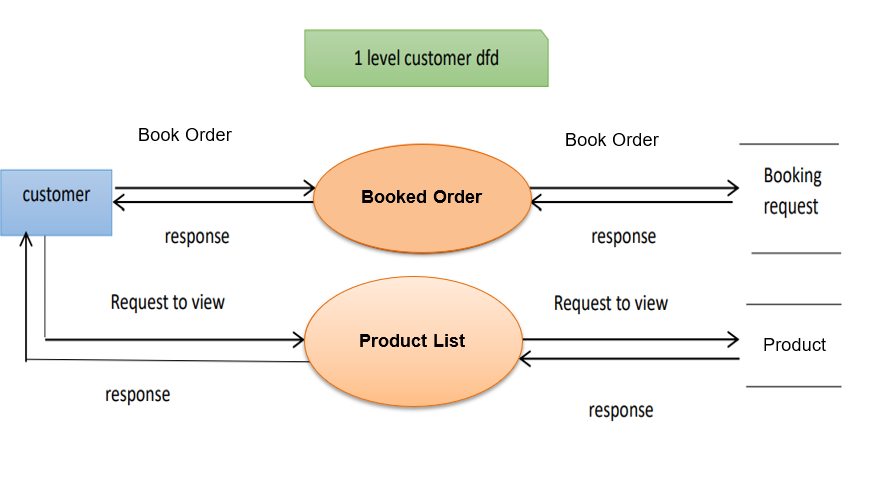 1 level customer dfd
Book Order
Book Order
customer
Booked Order
Booking
request
response
response
Request to view
Request to view
Product List
Product
response
response